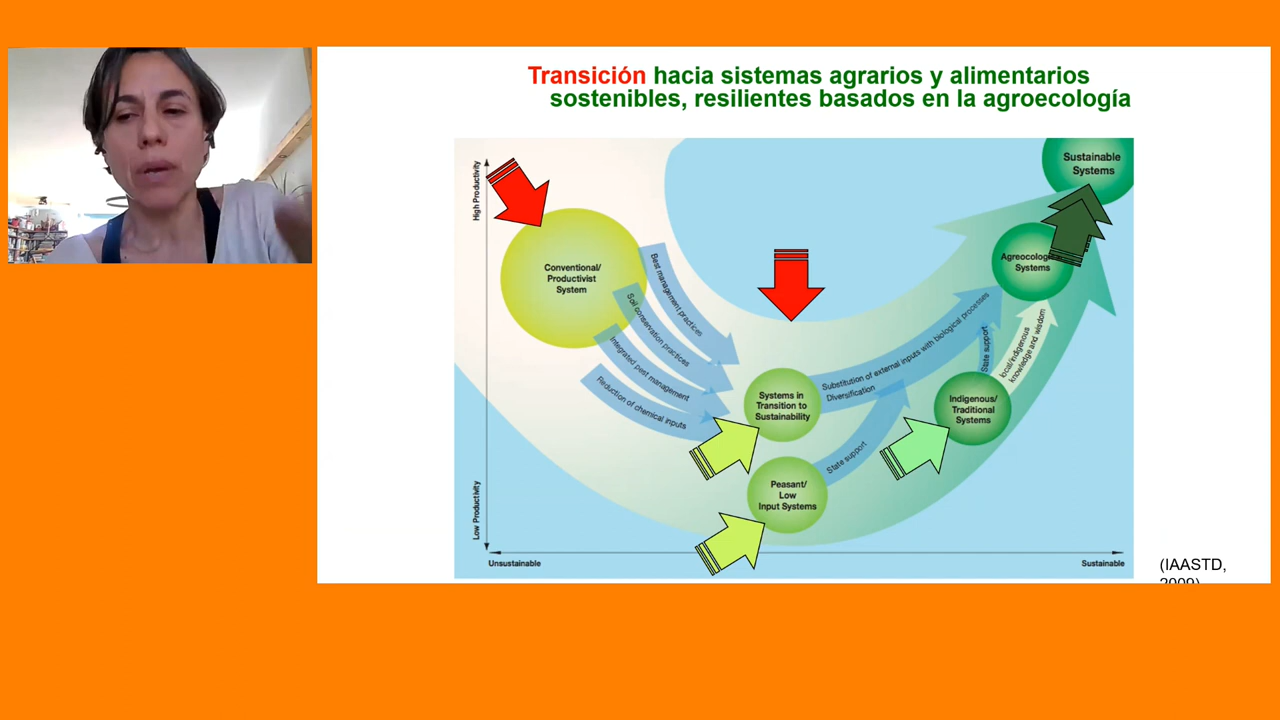 Transición hacia sistemas agrarios y alimentarios
sostenibles, resilientes basados en la agroecología
High Productivity
Low Productivity
Conventional/
Productivist
System
Best management practices
Soil conservation practices
Integrated pest management
Reduction of chemical inputs
Systems in
Transition to
Sustainability
Peasant/
Low
Input Systems
Substitution of external inputs with biological processes
Diversification
State support
Indigenous/
Traditional
Systems
State support
local/indigenous
knowledge and wisdom
Systems
Sustainable
Systems
Unsustainable
Sustainable
(IAASTD,
2009)